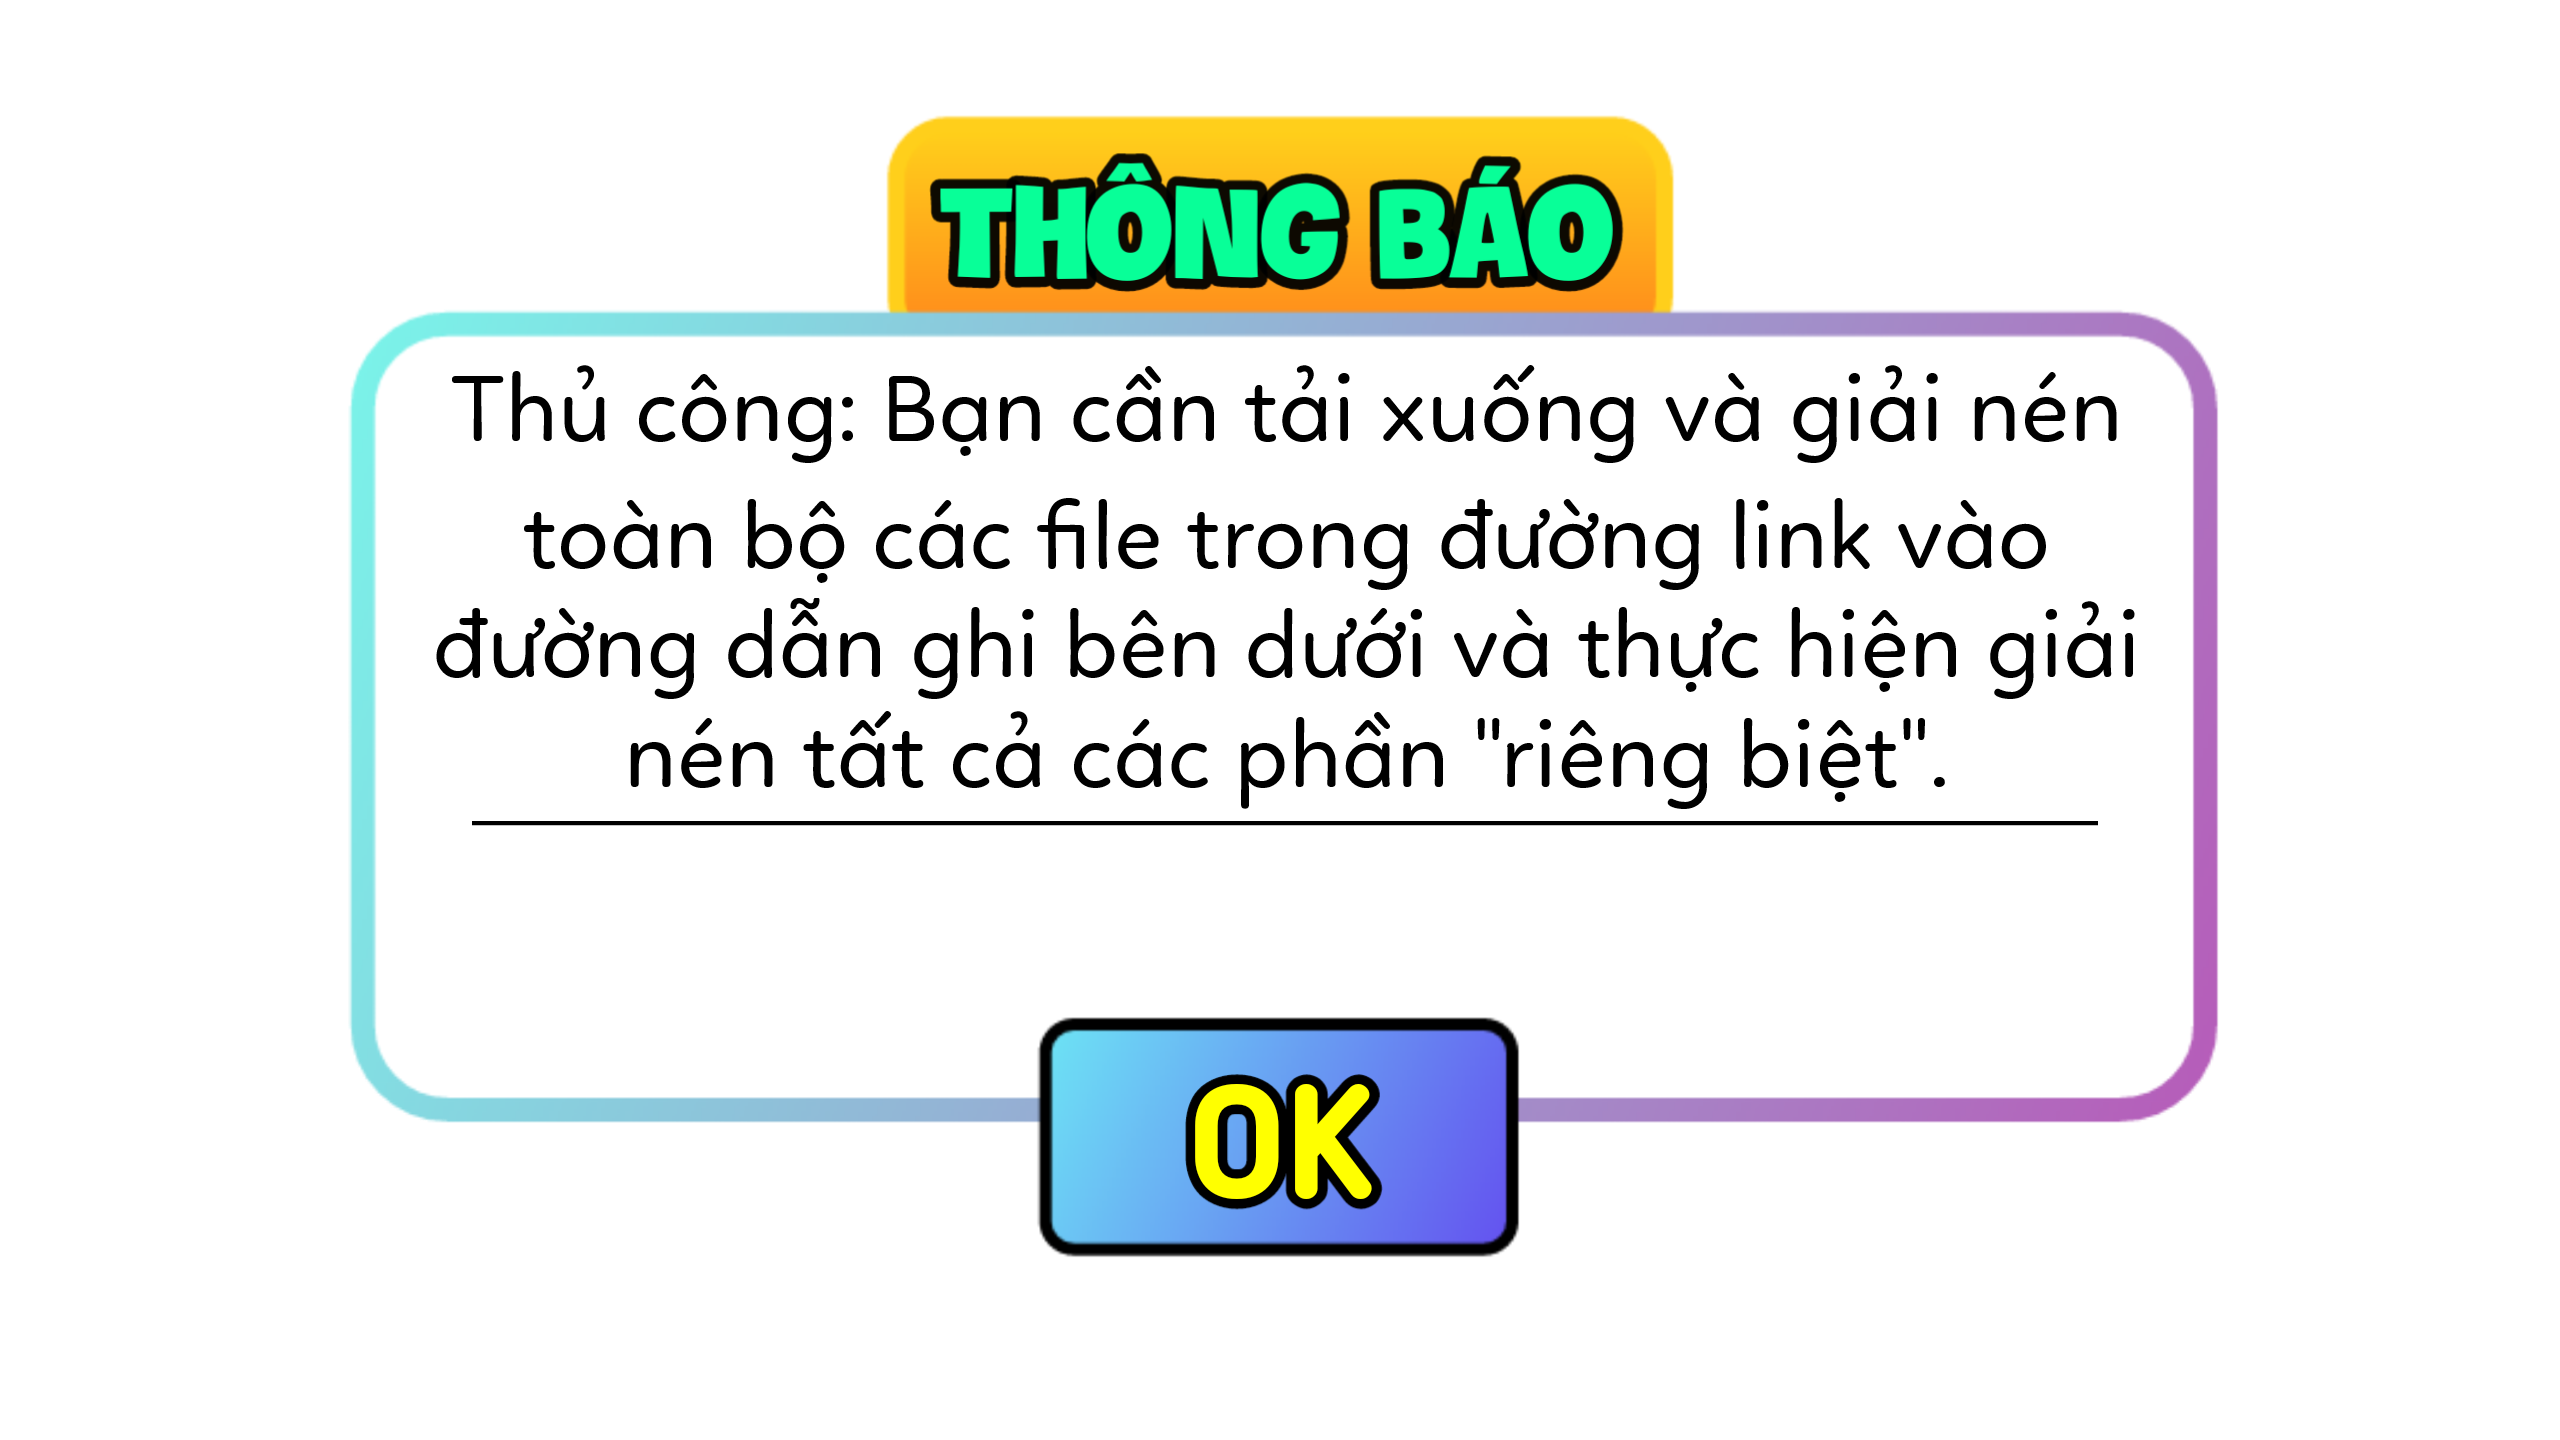 THÔNG BÁO
Thủ công: Bạn cần tải xuống và giải nén
toàn bộ các file trong đường link vào
đường dẫn ghi bên dưới và thực hiện giải
nén tất cả các phần "riêng biệt".
OK